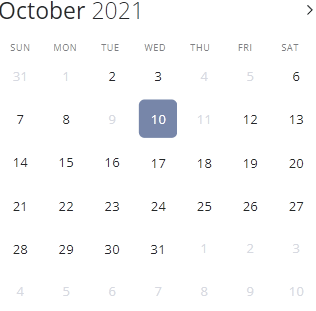 October 2021
SUN MON TUE WED THU FRI SAT
31 1 2 3 4 5 6
7 8 9 10 11 12 13
14 15 16 17 18 19 20
21 22 23 24 25 26 27
28 29 30 31 1 2 3
4 5 6 7 8 9 10